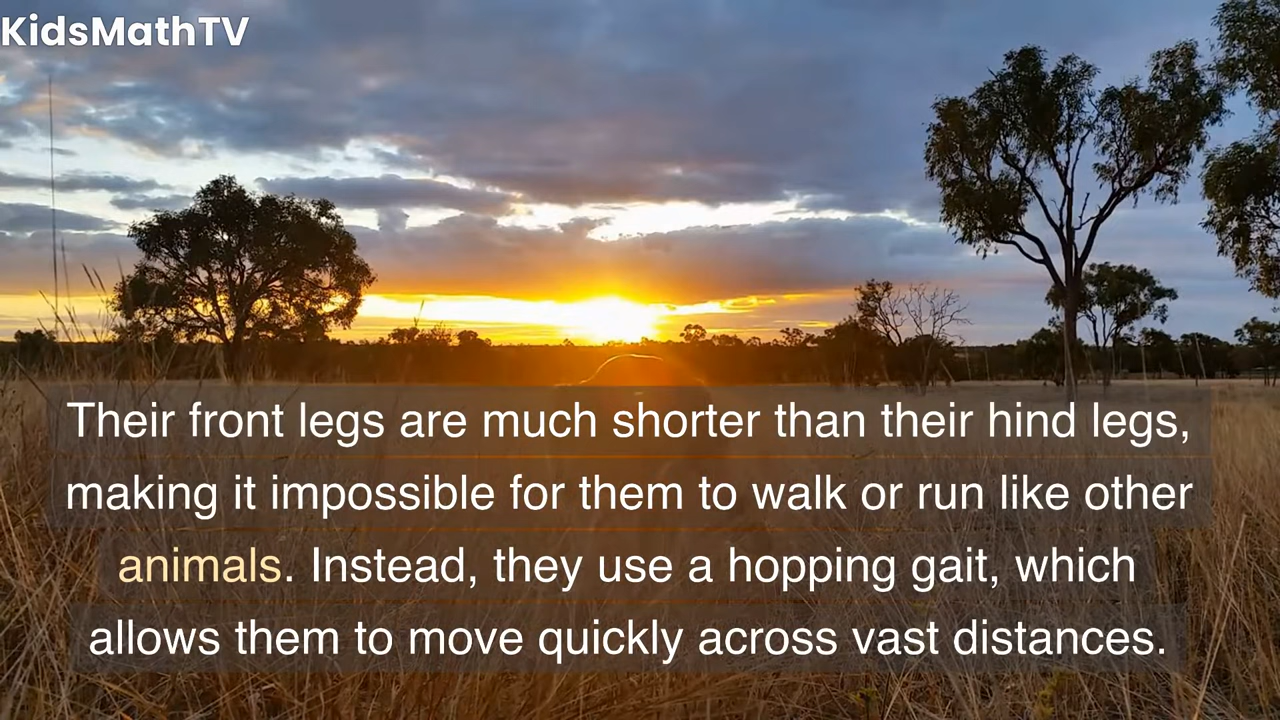 KidsMathTV
Their front legs are much shorter than their hind legs,
making it impossible for them to walk or run like other
animals. Instead, they use a hopping gait, which
allows them to move quickly across vast distances.